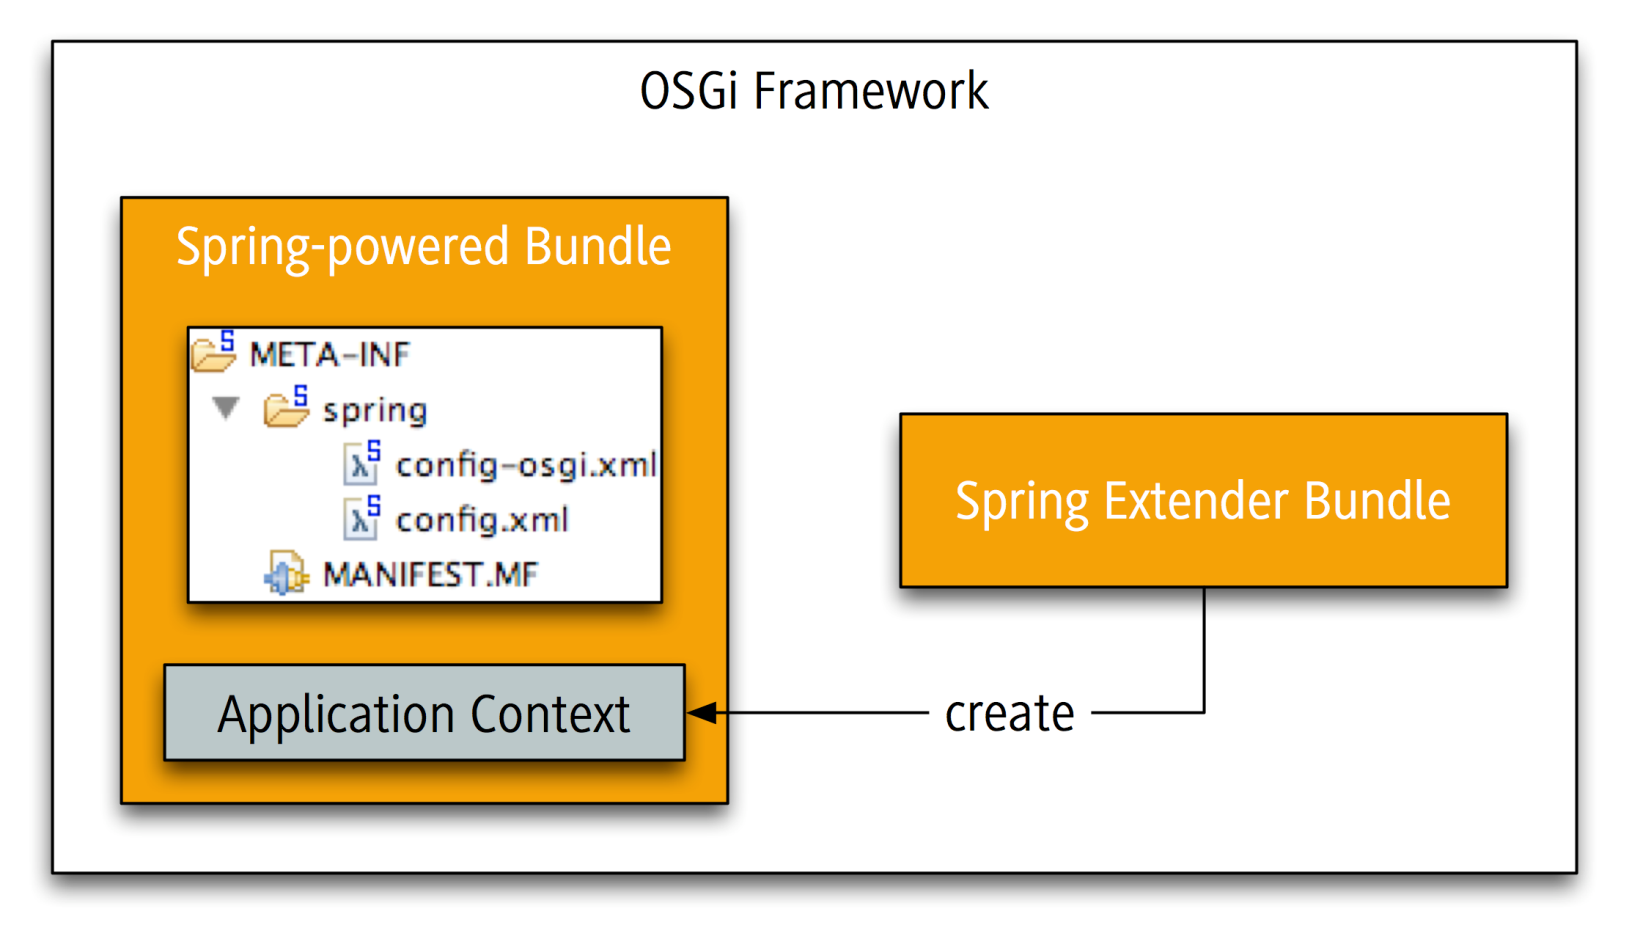 OSGi Framework
Spring-powered Bundle
META-INF
spring
config-osgi.xml
config.xml
MANIFEST.MF
Application Context
Spring Extender Bundle
create